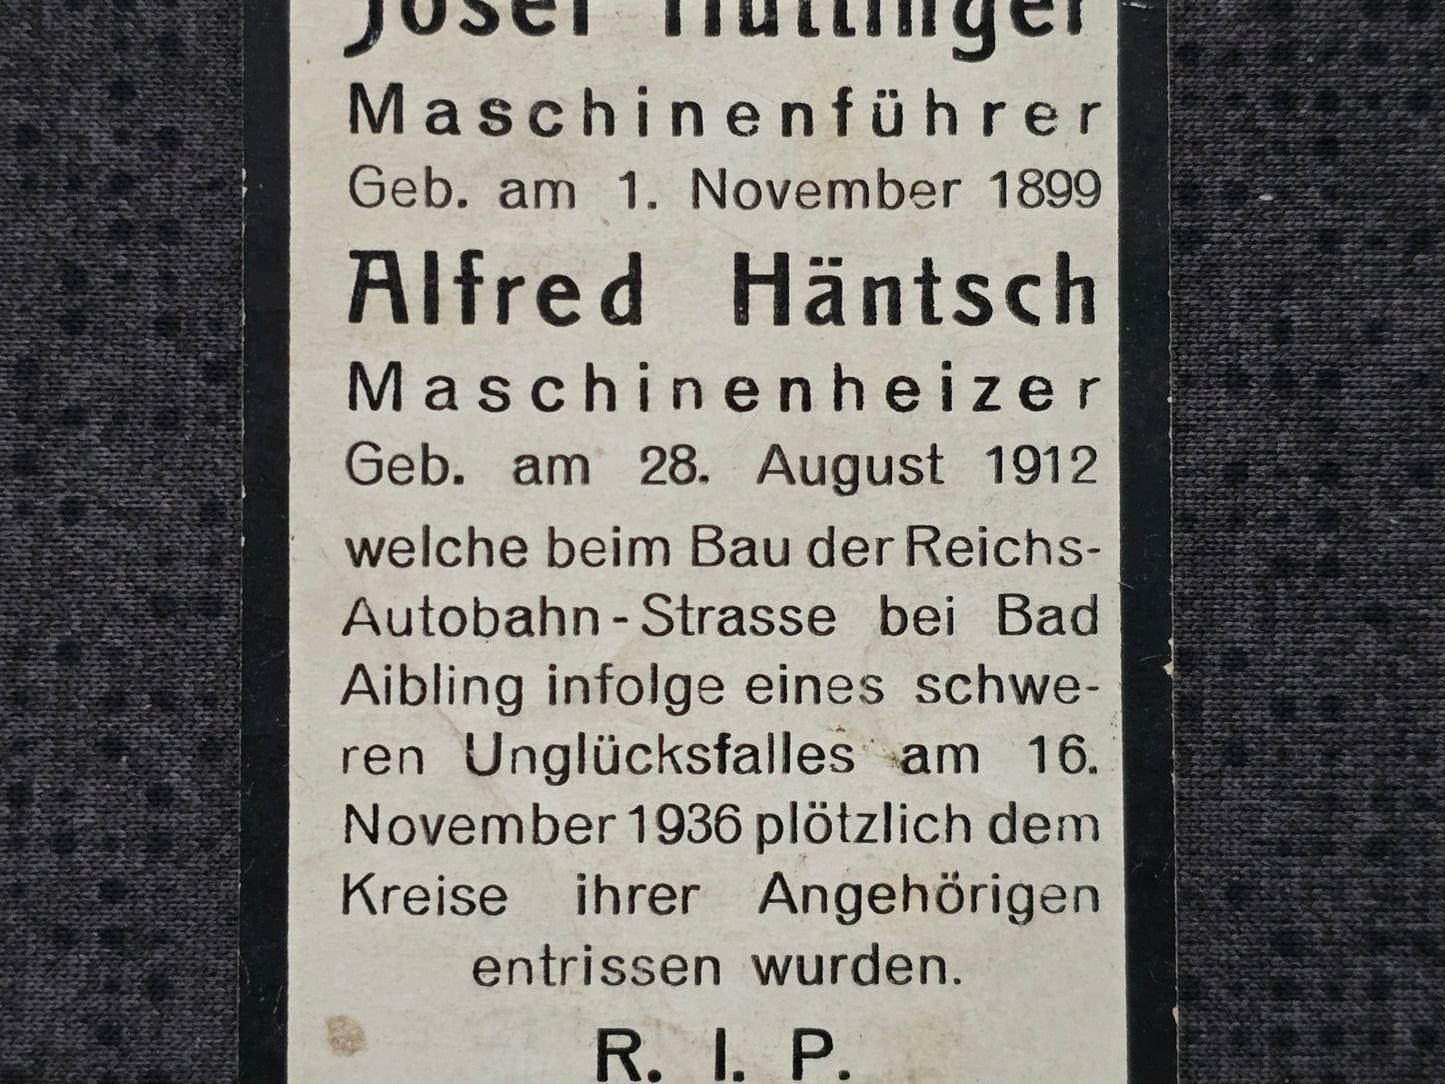 Josef
Maschinenführer
Geb. am 1. November 1899
Alfred Häntsch
Maschinenheizer
Geb. am 28. August 1912
welche beim Bau der Reichs-
Autobahn-Strasse bei Bad
Aibling infolge eines schwe-
ren Unglücksfalles am 16.
November 1936 plötzlich dem
Kreise ihrer Angehörigen
entrissen wurden.
R. I. P.